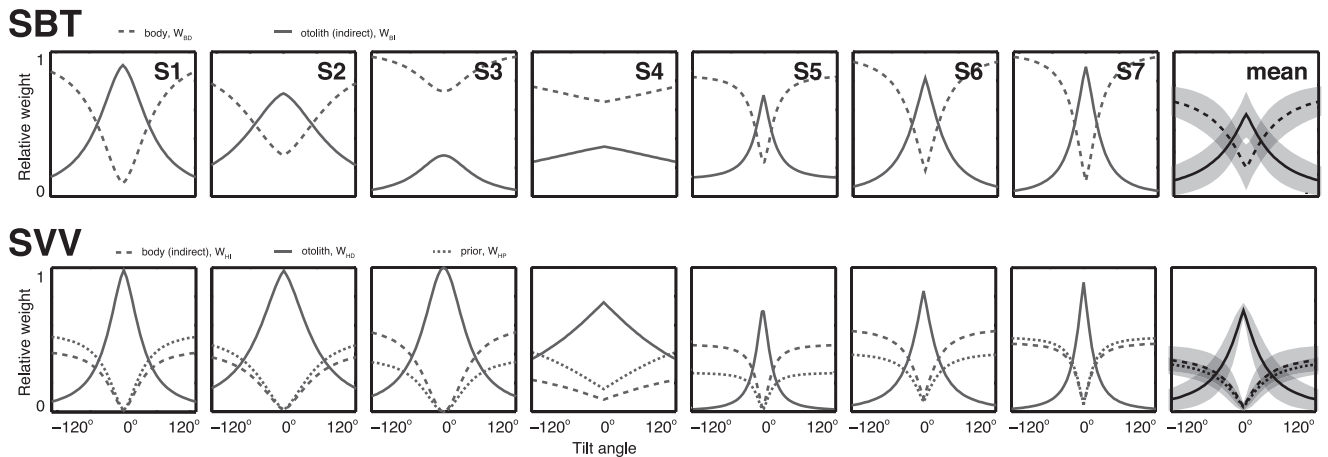 SBT
body, W_BD
otolith (indirect), W_BI
1
Relative weight
0
S1
S2
S3
S4
S5
S6
S7
mean
SVV
body (indirect), W_HI
otolith, W_HD
prior, W_HP
1
Relative weight
0
−120° 0° 120°
−120° 0° 120°
−120° 0° 120°
−120° 0° 120°
−120° 0° 120°
−120° 0° 120°
−120° 0° 120°
−120° 0° 120°
Tilt angle